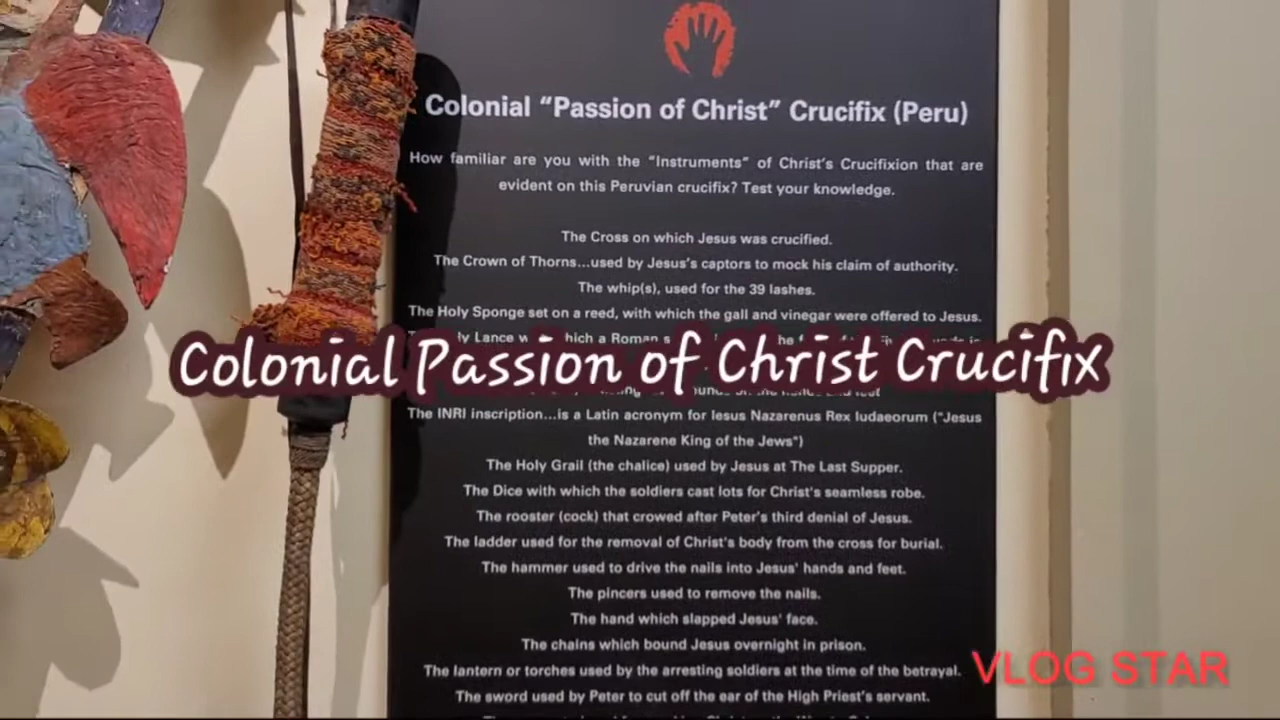 Colonial “Passion of Christ” Crucifix (Peru)
How familiar are you with the “Instruments” of Christ’s Crucifixion that are
evident on this Peruvian crucifix? Test your knowledge.
The Cross on which Jesus was crucified.
The Crown of Thorns...used by Jesus’s captors to mock his claim of authority.
The whip(s), used for the 39 lashes.
The Holy Sponge set on a reed, with which the gall and vinegar were offered to Jesus.
Lance
a Roman
Colonial Passion of Christ Crucifix
The INRI inscription...is a Latin acronym for Iesus Nazarenus Rex Iudaeorum ("Jesus
the Nazarene King of the Jews")
The Holy Grail (the chalice) used by Jesus at The Last Supper.
The Dice with which the soldiers cast lots for Christ's seamless robe.
The rooster (cock) that crowed after Peter's third denial of Jesus.
The ladder used for the removal of Christ's body from the cross for burial.
The hammer used to drive the nails into Jesus' hands and feet.
The pincers used to remove the nails.
The hand which slapped Jesus' face.
The chains which bound Jesus overnight in prison.
The lantern or torches used by the arresting soldiers at the time of the betrayal.
The sword used by Peter to cut off the ear of the High Priest's servant.
VLOG STAR